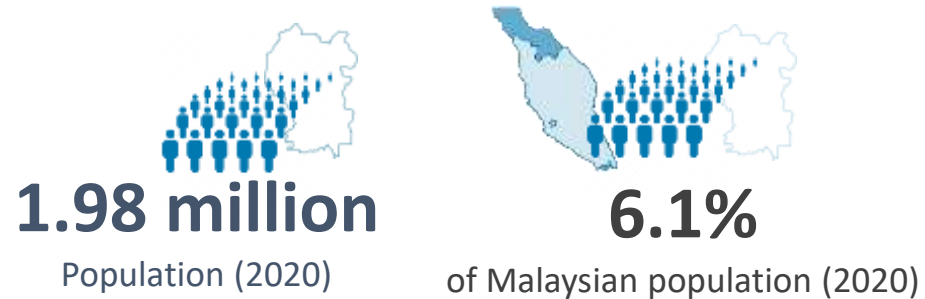 1.98 million
Population (2020)
6.1%
of Malaysian population (2020)